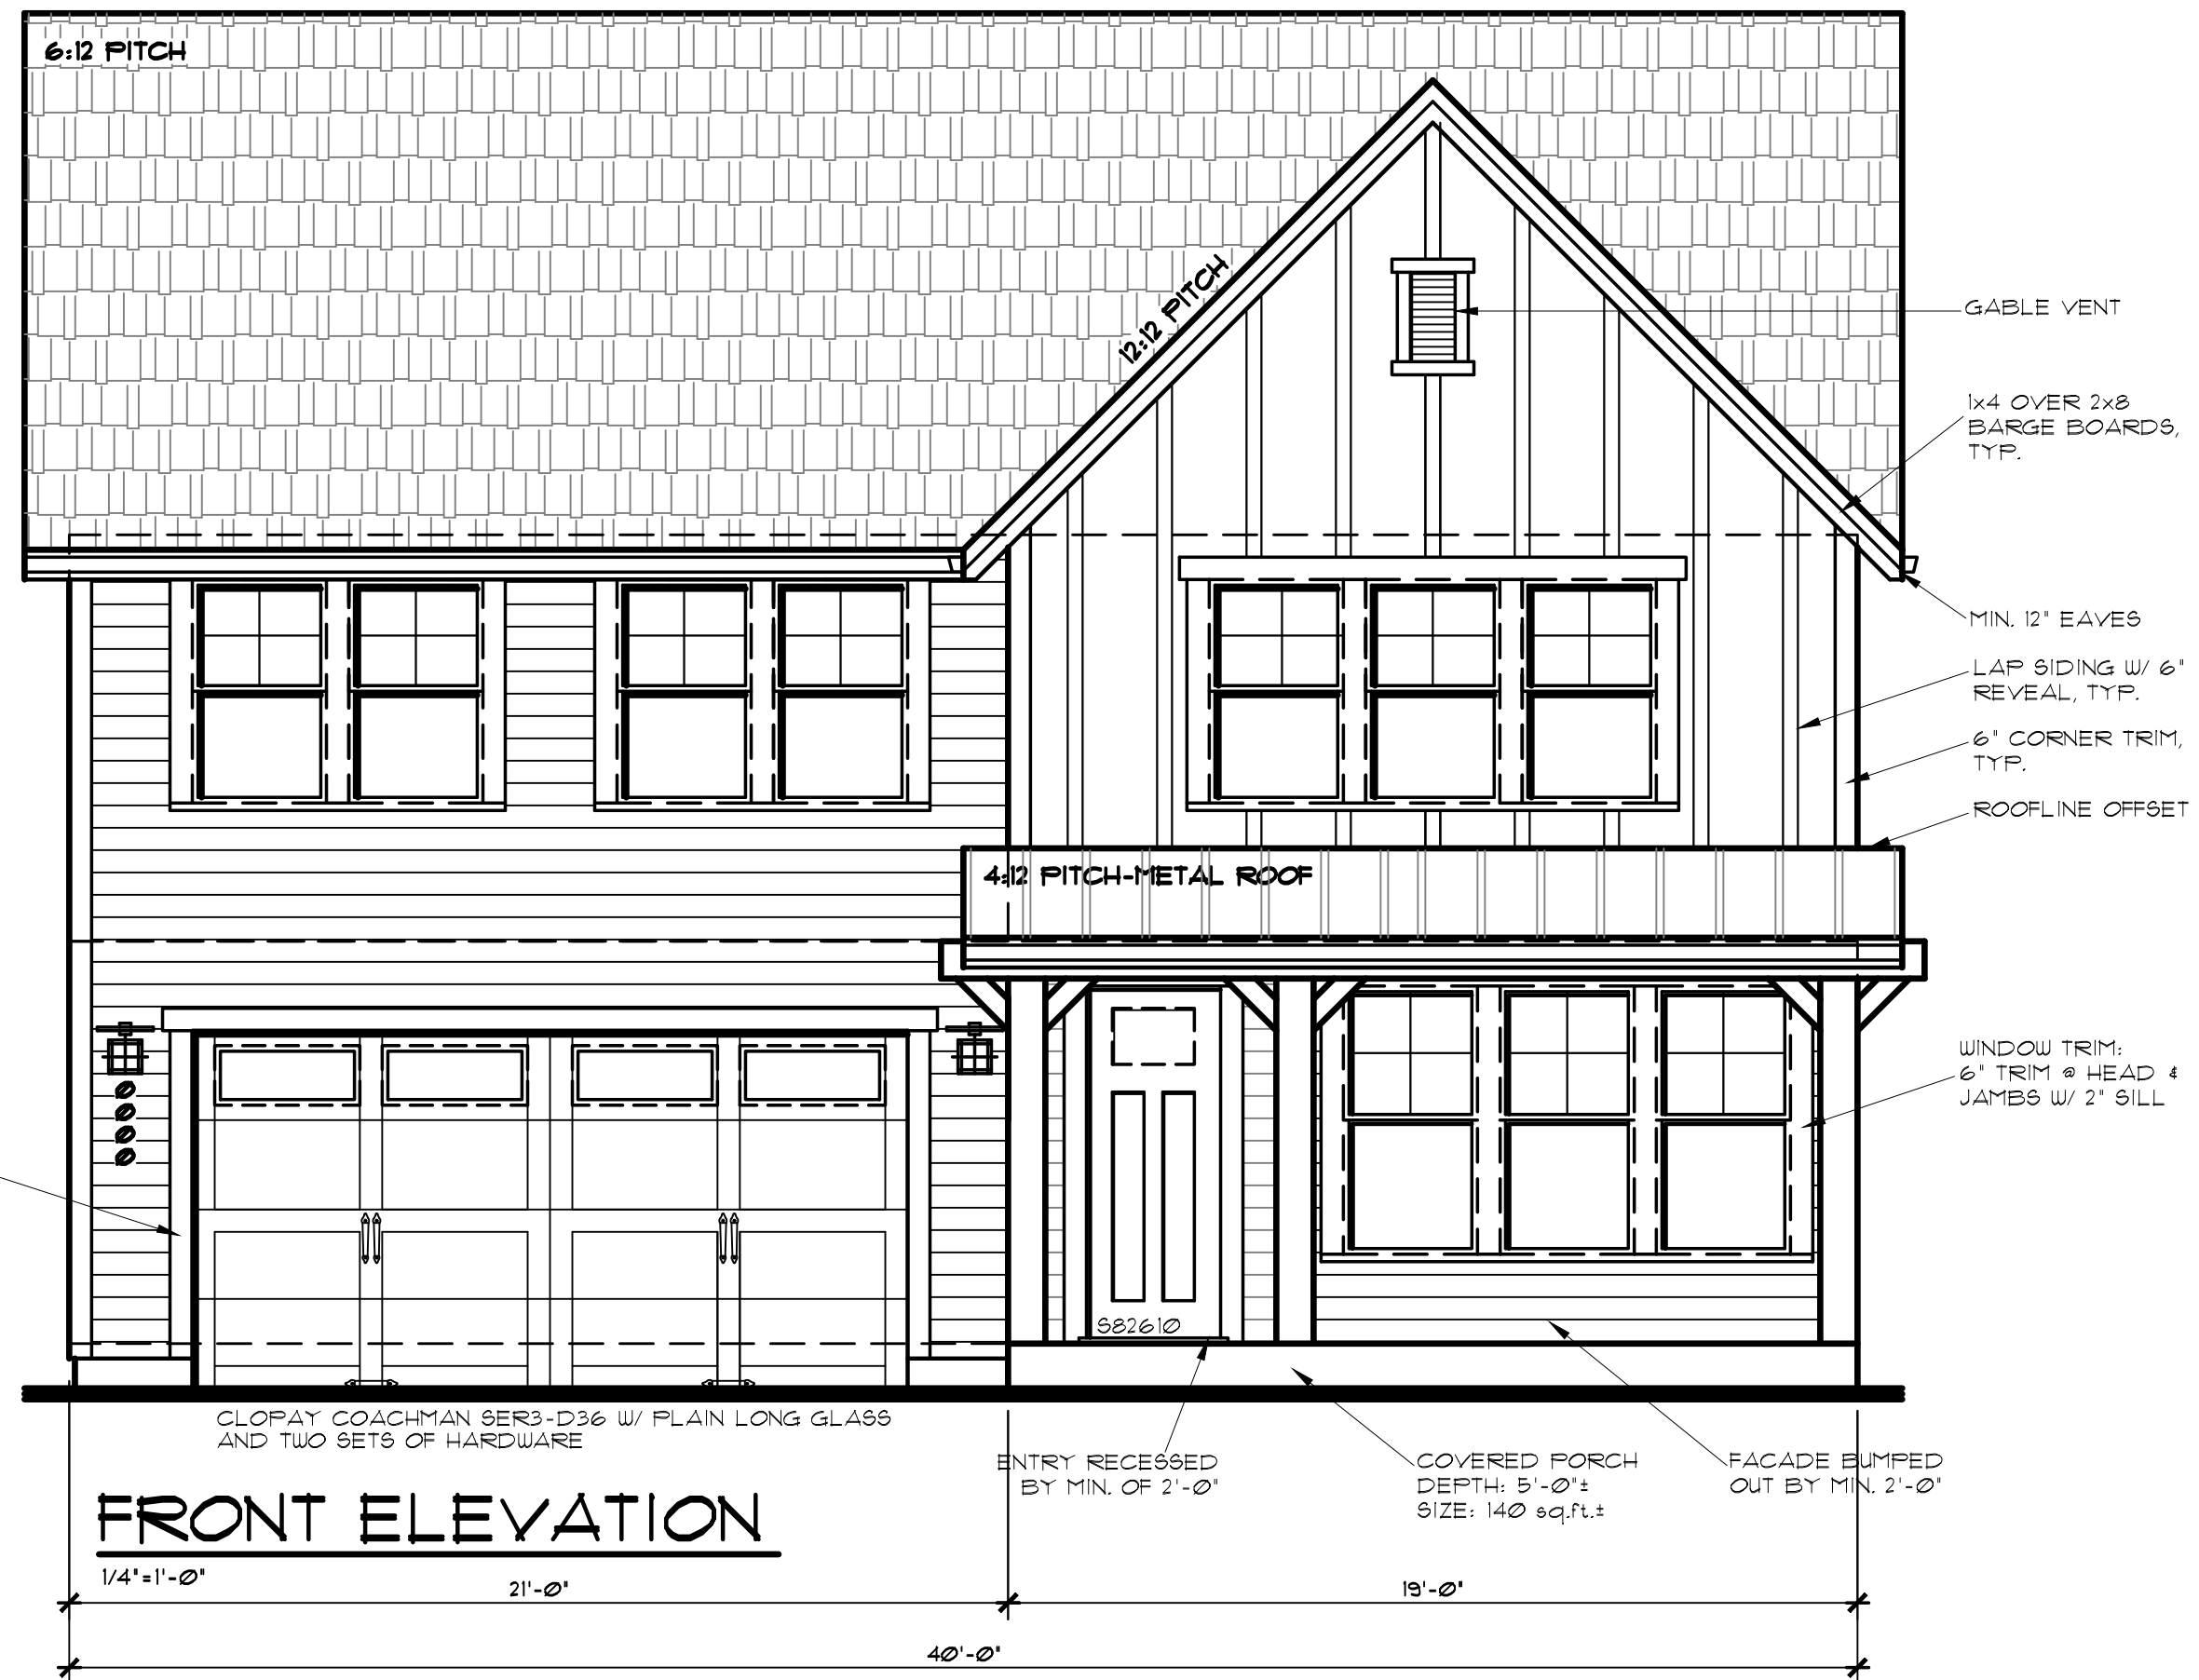 6:12 PITCH
12:12 PITCH
GABLE VENT
1x4 OVER 2x8
BARGE BOARDS,
TYP.
MIN. 12" EAVES
LAP SIDING W/ 6"
REVEAL, TYP.
6" CORNER TRIM,
TYP.
ROOFLINE OFFSET
4:12 PITCH-METAL ROOF
WINDOW TRIM:
6" TRIM @ HEAD &
JAMBS W/ 2" SILL
0
0
0
0
S82610
CLOPAY COACHMAN SER3-D36 W/ PLAIN LONG GLASS
AND TWO SETS OF HARDWARE
ENTRY RECESSED
BY MIN. OF 2'-0"
COVERED PORCH
DEPTH: 5'-0"±
SIZE: 140 sq.ft.±
FACADE BUMPED
OUT BY MIN. 2'-0"
FRONT ELEVATION
1/4"=1'-0"
21'-0"
19'-0"
40'-0"